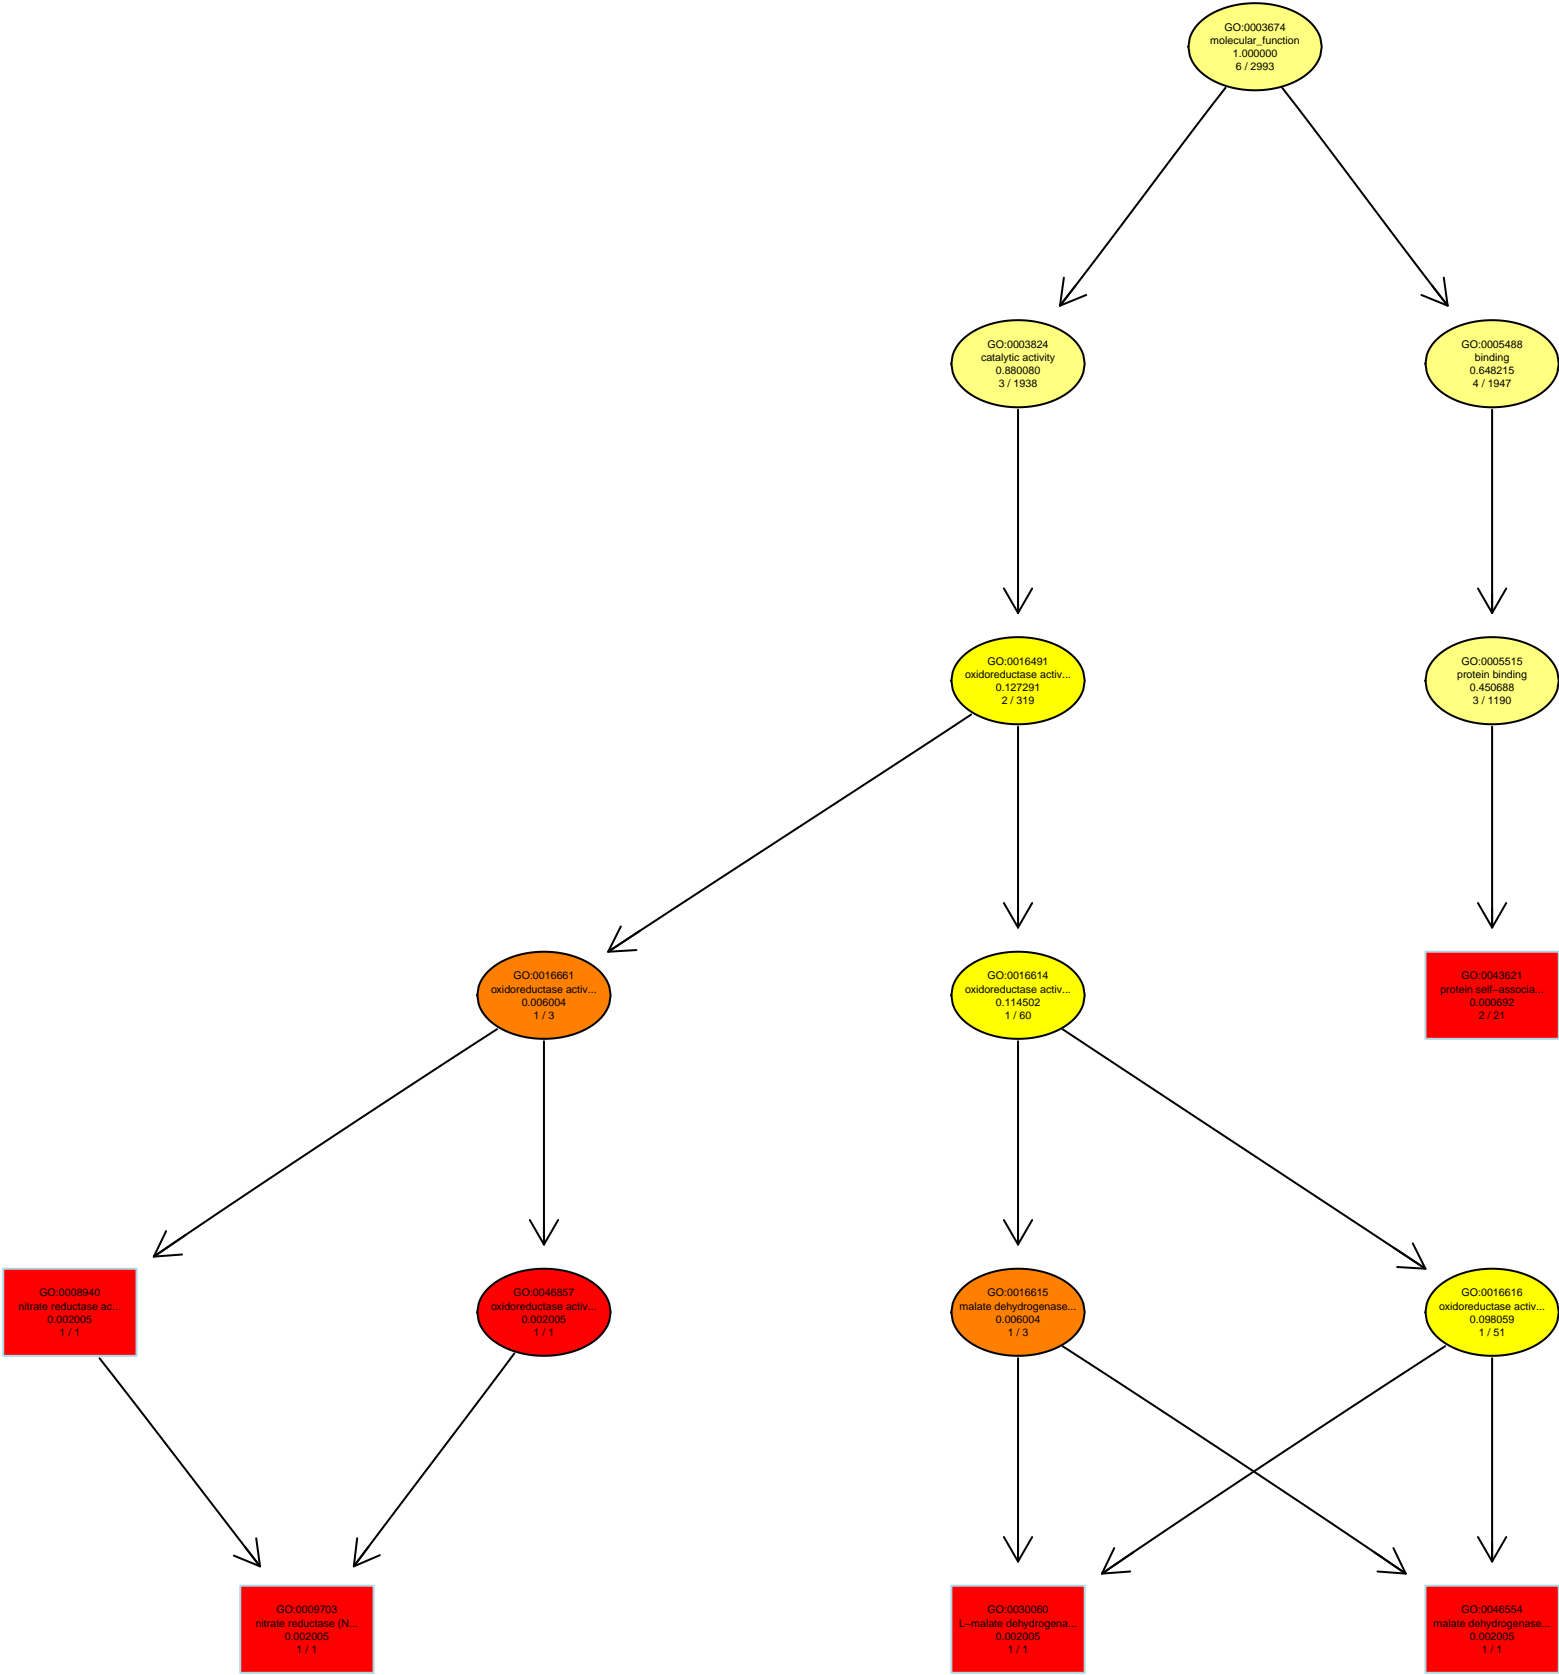 GO:0003674
molecular_function
1.000000
6 / 2993
GO:0003824
catalytic activity
0.880080
3 / 1938
GO:0005488
binding
0.648215
4 / 1947
GO:0016491
oxidoreductase activ...
0.127291
2 / 319
GO:0005515
protein binding
0.450688
3 / 1190
GO:0016661
oxidoreductase activ...
0.006004
1 / 3
GO:0016614
oxidoreductase activ...
0.114502
1 / 60
GO:0043621
protein self−associa...
0.000692
2 / 21
GO:0008940
nitrate reductase ac...
0.002005
1 / 1
GO:0046857
oxidoreductase activ...
0.002005
1 / 1
GO:0016615
malate dehydrogenase...
0.006004
1 / 3
GO:0016616
oxidoreductase activ...
0.098059
1 / 51
GO:0009703
nitrate reductase (N...
0.002005
1 / 1
GO:0030060
L−malate dehydrogena...
0.002005
1 / 1
GO:0046554
malate dehydrogenase...
0.002005
1 / 1